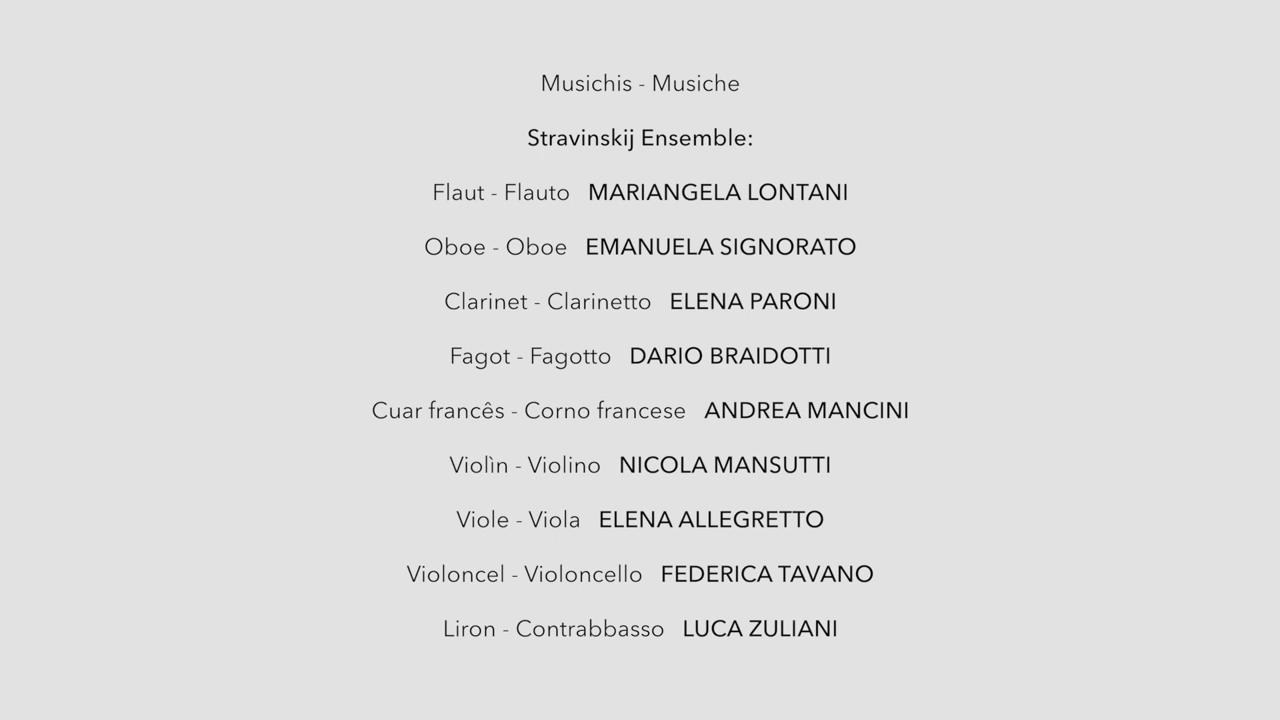 Musichis - Musiche
Stravinskij Ensemble:
Flaut - Flauto MARIANGELA LONTANI
Oboe - Oboe EMANUELA SIGNORATO
Clarinet - Clarinetto ELENA PARONI
Fagot - Fagotto DARIO BRAIDOTTI
Cuar francês - Corno francese ANDREA MANCINI
Violìn - Violino NICOLA MANSUTTI
Viole - Viola ELENA ALLEGRETTO
Violoncel - Violoncello FEDERICA TAVANO
Liron - Contrabbasso LUCA ZULIANI